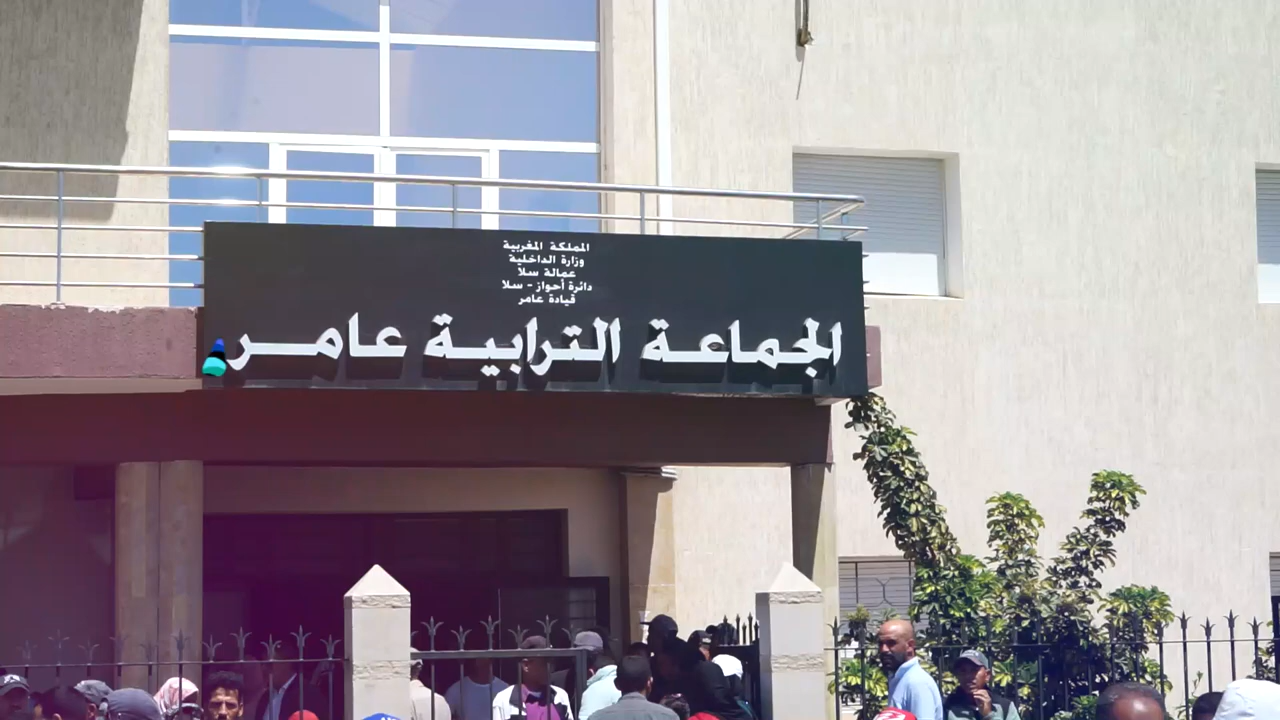 المملكة المغربية
وزارة الداخلية
عمالة سلا
دائرة أحواز - سلا
قيادة عامر
الجماعة الترابية عامر